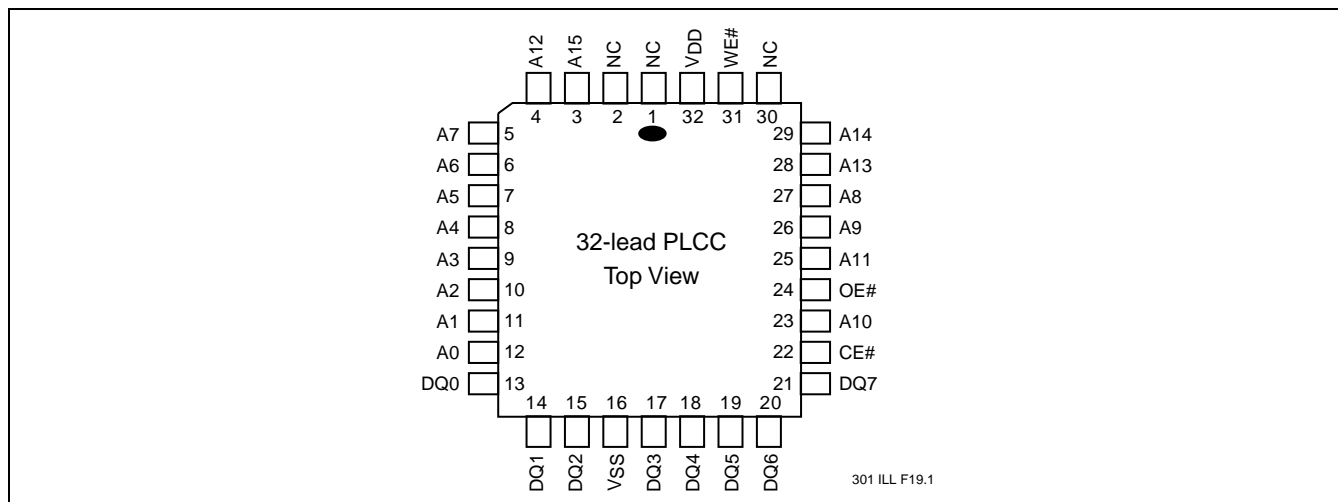 A12 A15 NC NC VDD WE# NC
4 3 2 1 32 31 30
A7 5 29 A14
A6 6 28 A13
A5 7 27 A8
A4 8 26 A9
32-lead PLCC
A3 9 25 A11
Top View
A2 10 24 OE#
A1 11 23 A10
A0 12 22 CE#
DQ0 13 21 DQ7
14 15 16 17 18 19 20
DQ1 DQ2 VSS DQ3 DQ4 DQ5 DQ6
301 ILL F19.1